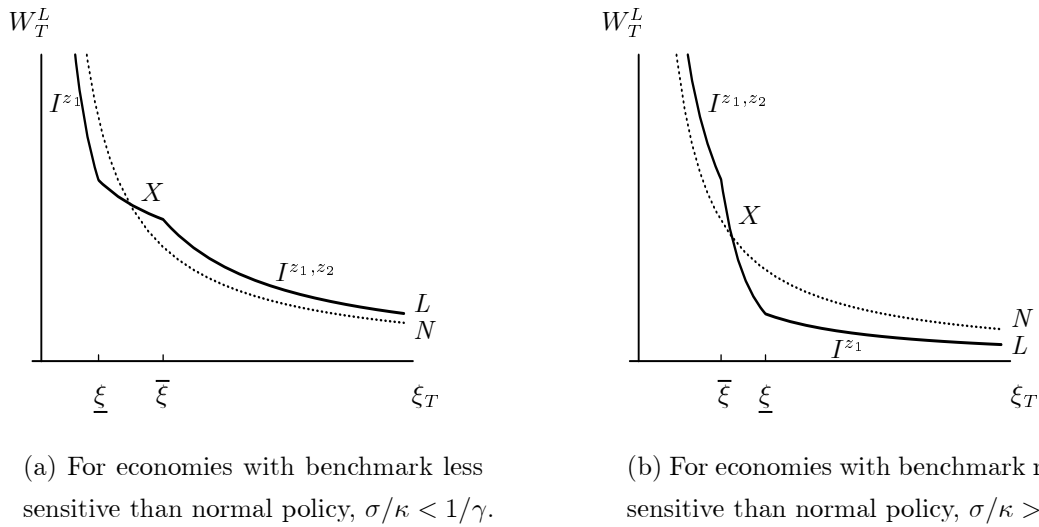 W_T^L
W_T^L
I^{z_1}
I^{z_1,z_2}
X
X
I^{z_1,z_2}
L
N
N
L
I^{z_1}
ξ ξ ξ_T
ξ ξ ξ_T
(a) For economies with benchmark less
sensitive than normal policy, σ/κ < 1/γ.
(b) For economies with benchmark
sensitive than normal policy, σ/κ >